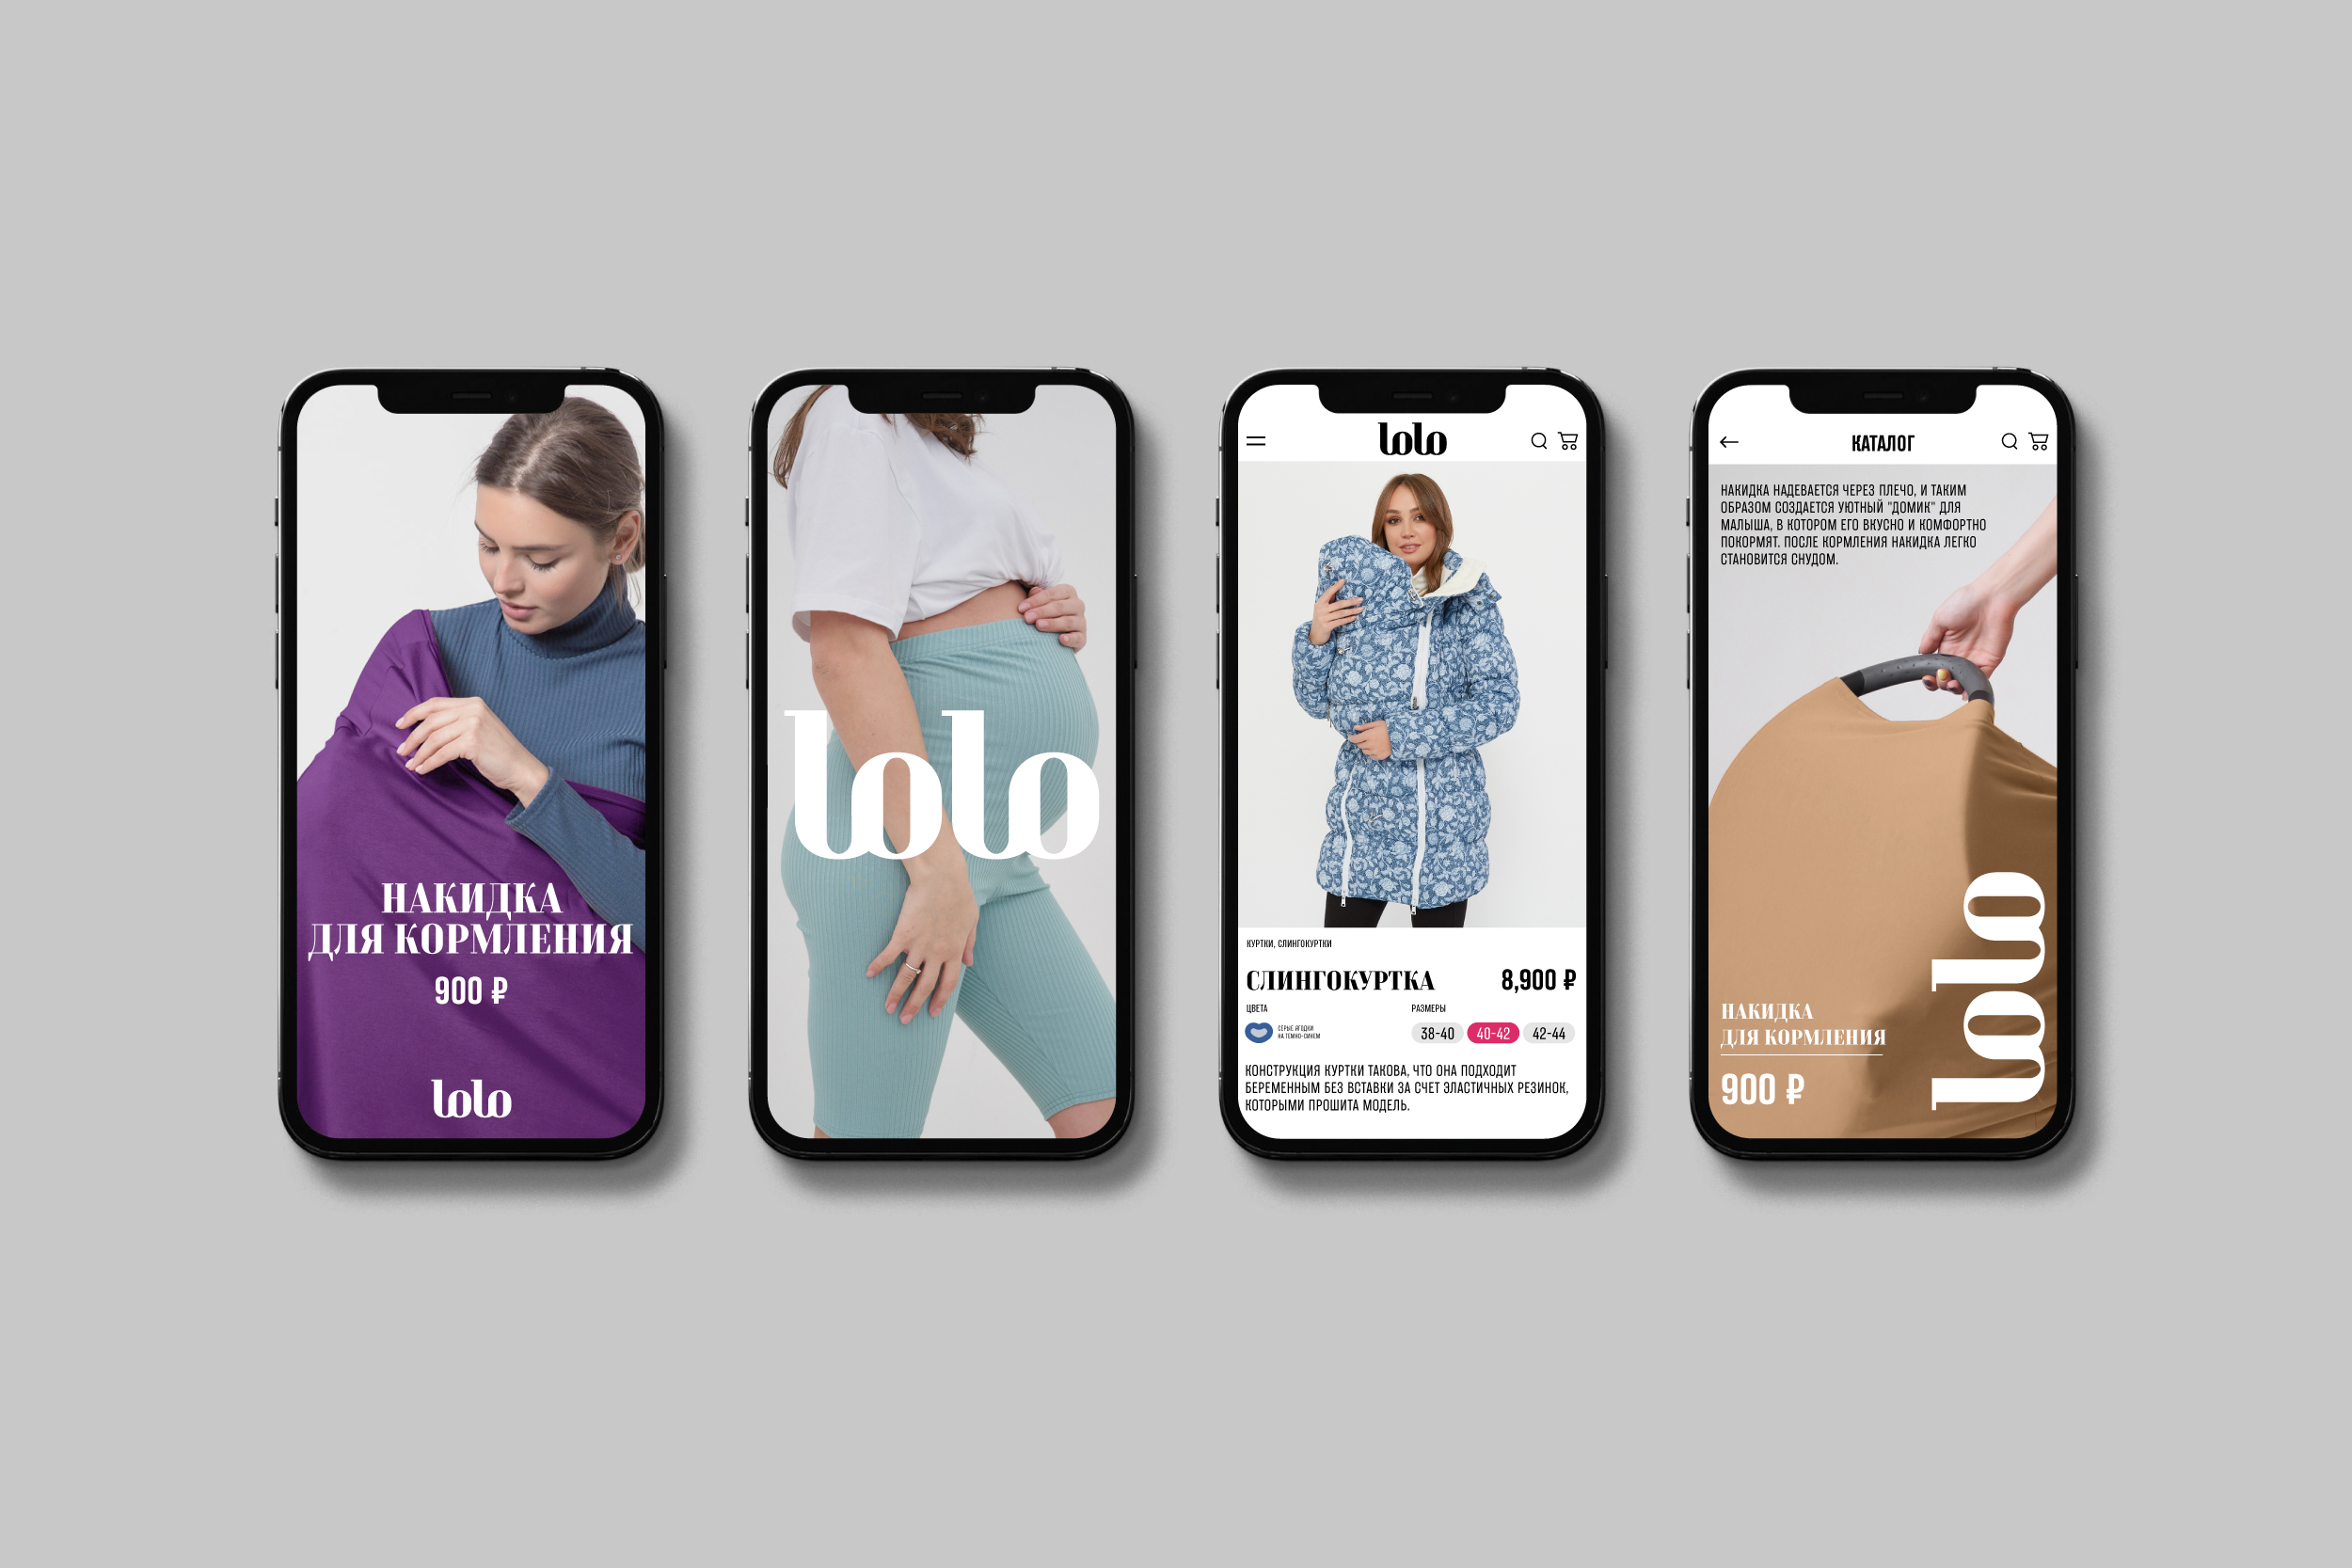 НАКИДКА
ДЛЯ КОРМЛЕНИЯ
900 ₽
lolo
lolo
lolo
КУРТКИ, СЛИНГОКУРТКИ
СЛИНГОКУРТКА
8,900 ₽
ЦВЕТА
РАЗМЕРЫ
СЕРЫЕ ЯГОДКИ
НА ТЕМНО-СИНЕМ
38-40 40-42 42-44
КОНСТРУКЦИЯ КУРТКИ ТАКОВА, ЧТО ОНА ПОДХОДИТ
БЕРЕМЕННЫМ БЕЗ ВСТАВКИ ЗА СЧЕТ ЭЛАСТИЧНЫХ РЕЗИНОК,
КОТОРЫМИ ПРОШИТА МОДЕЛЬ.
КАТАЛОГ
НАКИДКА НАДЕВАЕТСЯ ЧЕРЕЗ ПЛЕЧО, И ТАКИМ
ОБРАЗОМ СОЗДАЕТСЯ УЮТНЫЙ "ДОМИК" ДЛЯ
МАЛЫША, В КОТОРОМ ЕГО ВКУСНО И КОМФОРТНО
ПОКОРМЯТ. ПОСЛЕ КОРМЛЕНИЯ НАКИДКА ЛЕГКО
СТАНОВИТСЯ СНУДОМ.
НАКИДКА
ДЛЯ КОРМЛЕНИЯ
900 ₽
lolo